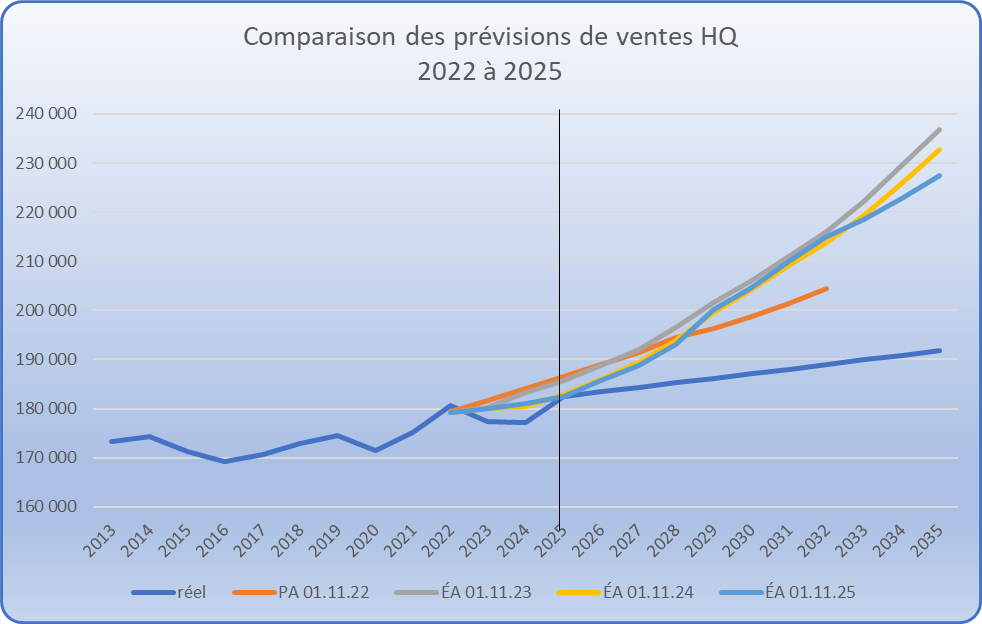 Comparaison des prévisions de ventes HQ
2022 à 2025
240 000
230 000
220 000
210 000
200 000
190 000
180 000
170 000
160 000
2013 2014 2015 2016 2017 2018 2019 2020 2021 2022 2023 2024 2025 2026 2027 2028 2029 2030 2031 2032 2033 2034 2035
réel PA 01.11.22 ÉA 01.11.23 ÉA 01.11.24 ÉA 01.11.25